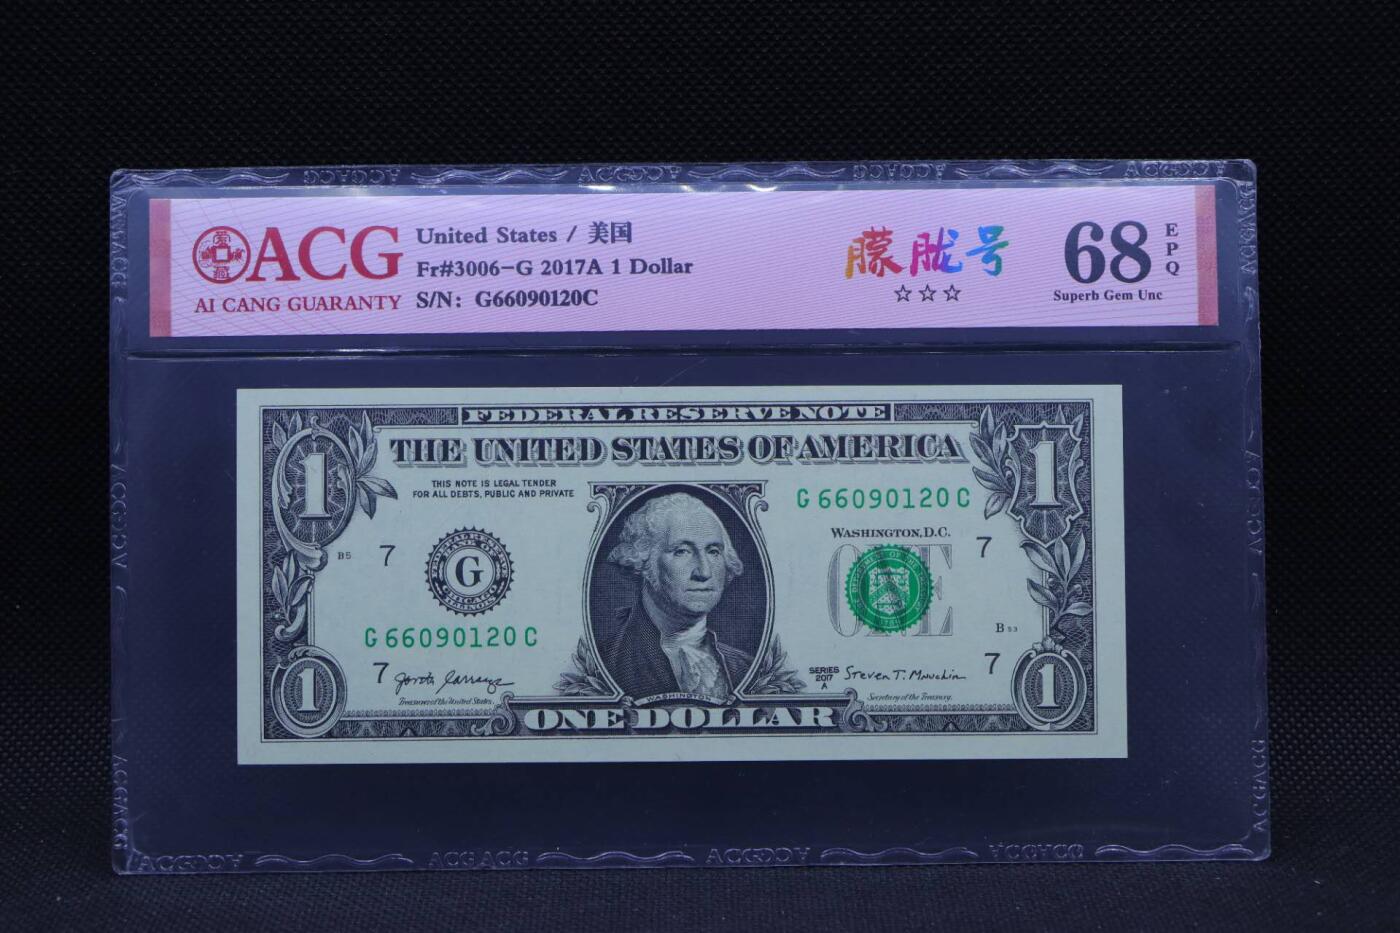 ACG
AI CANG GUARANTY
United States / 美国
Fr#3006-G 2017A 1 Dollar
S/N: G66090120C
朦胧号
☆☆☆
68
EPQ
Superb Gem Unc
FEDERAL RESERVE NOTE
THE UNITED STATES OF AMERICA
1
1
THIS NOTE IS LEGAL TENDER
FOR ALL DEBTS, PUBLIC AND PRIVATE
G 66090120 C
WASHINGTON, D.C.
B5
7
G
CHICAGO
ONE
7
G 66090120 C
B 53
7
7
Treasurer of the United States.
SERIES
2017
A
Steven T. Mnuchin
Secretary of the Treasury.
WASHINGTON
1
ONE DOLLAR
1